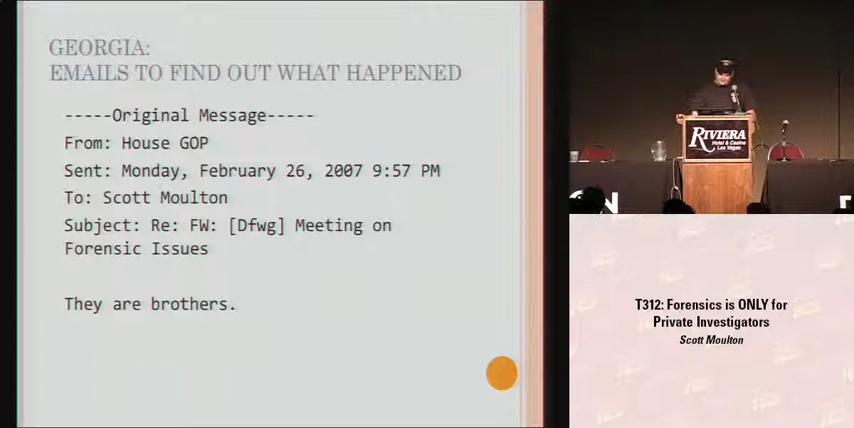 GEORGIA:
EMAILS TO FIND OUT WHAT HAPPENED
-----Original Message-----
From: House GOP
Sent: Monday, February 26, 2007 9:57 PM
To: Scott Moulton
Subject: Re: FW: [Dfwg] Meeting on
Forensic Issues
They are brothers.
RIVIERA
Hotel & Casino
Las Vegas
T312: Forensics is ONLY for
Private Investigators
Scott Moulton